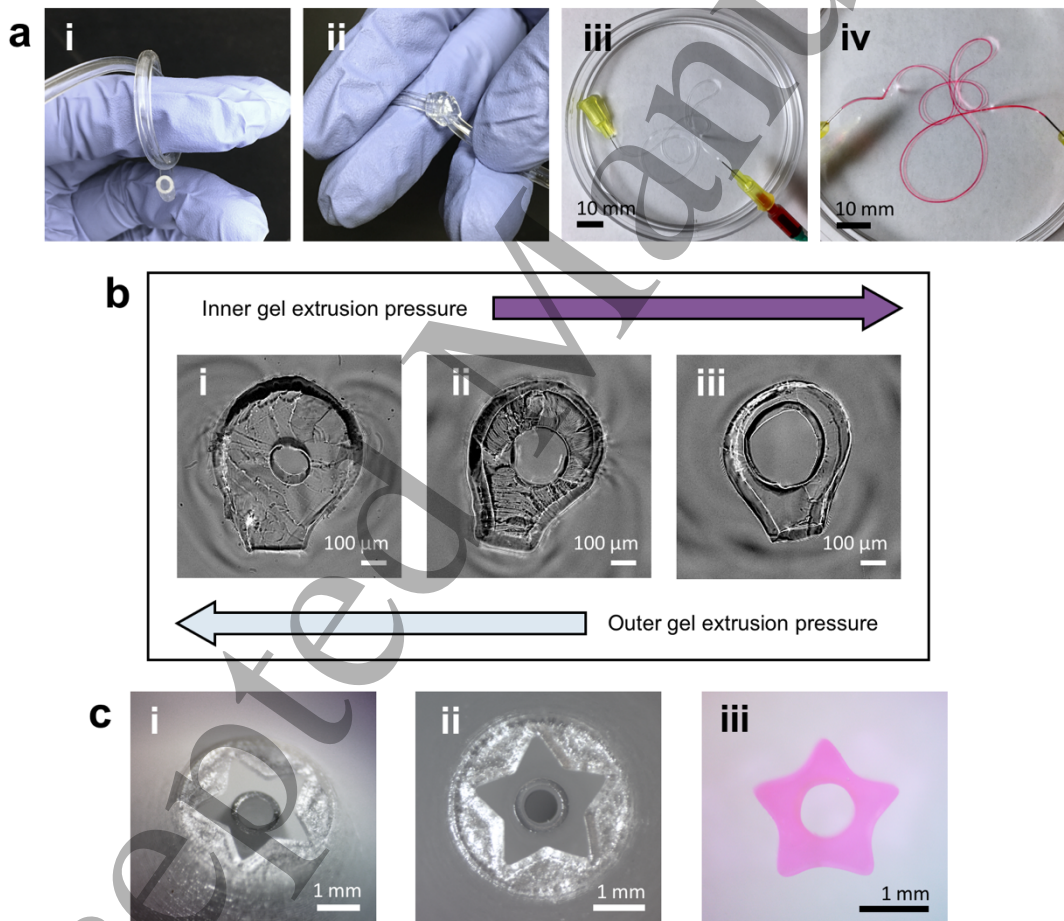 a
i
ii
iii
iv
10 mm
10 mm
b
Inner gel extrusion pressure
i
ii
iii
100 µm
100 µm
100 µm
Outer gel extrusion pressure
c
i
ii
iii
1 mm
1 mm
1 mm